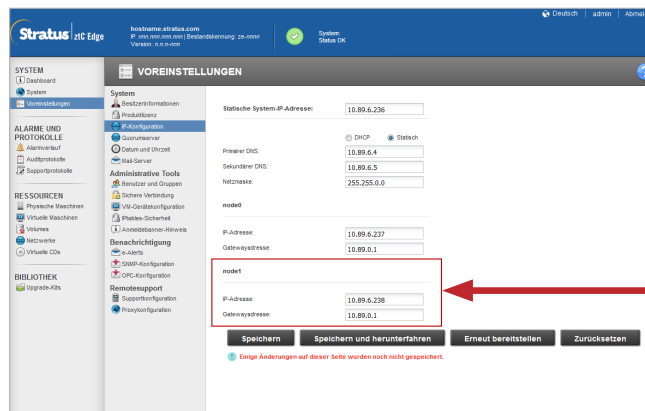 Deutsch | admin | Abmel
Stratus ztC Edge
hostname.stratus.com
IP: nnn.nnn.nnn.nnn | Bestandskennung: ze-nnnn
Version: n.n.n-nnn
System:
Status OK
SYSTEM
Dashboard
System
Voreinstellungen
ALARME UND PROTOKOLLE
Alarmverlauf
Auditprotokolle
Supportprotokolle
RESSOURCEN
Physische Maschinen
Virtuelle Maschinen
Volumes
Netzwerke
Virtuelle CDs
BIBLIOTHEK
Upgrade-Kits
VOREINSTELLUNGEN
System
Besitzerinformationen
Produktlizenz
IP-Konfiguration
Quorumserver
Datum und Uhrzeit
Mail-Server
Administrative Tools
Benutzer und Gruppen
Sichere Verbindung
VM-Gerätekonfiguration
IPtables-Sicherheit
Anmeldebanner-Hinweis
Benachrichtigung
e-Alerts
SNMP-Konfiguration
OPC-Konfiguration
Remotesupport
Supportkonfiguration
Proxykonfiguration
Statische System-IP-Adresse: 10.89.6.236
DHCP Statisch
Primärer DNS: 10.89.6.4
Sekundärer DNS: 10.89.6.5
Netzmaske: 255.255.0.0
node0
IP-Adresse: 10.89.6.237
Gatewayadresse: 10.89.0.1
node1
IP-Adresse: 10.89.6.238
Gatewayadresse: 10.89.0.1
Speichern Speichern und herunterfahren Erneut bereitstellen Zurücksetzen
Einige Änderungen auf dieser Seite wurden noch nicht gespeichert.